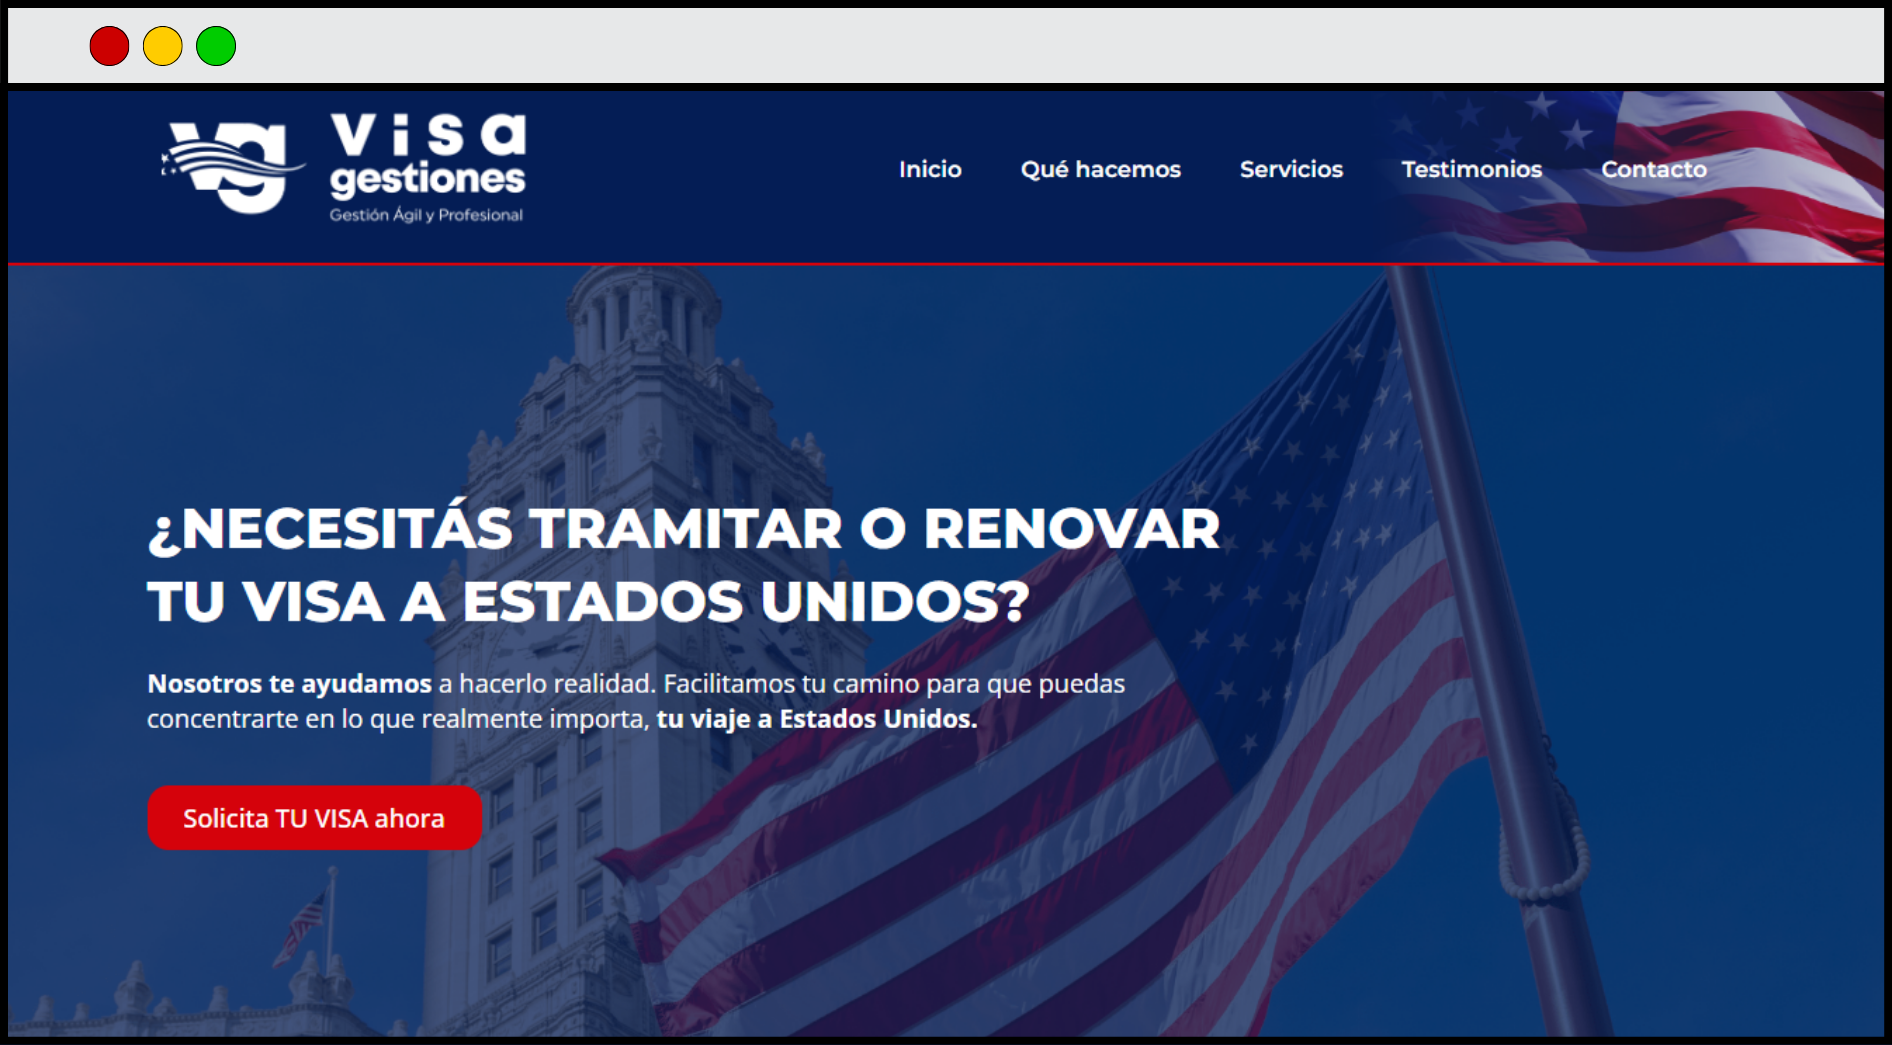 vg
Visa
gestiones
Gestión Ágil y Profesional
Inicio
Qué hacemos
Servicios
Testimonios
Contacto
¿NECESITÁS TRAMITAR O RENOVAR
TU VISA A ESTADOS UNIDOS?
Nosotros te ayudamos a hacerlo realidad. Facilitamos tu camino para que puedas
concentrarte en lo que realmente importa, tu viaje a Estados Unidos.
Solicita TU VISA ahora